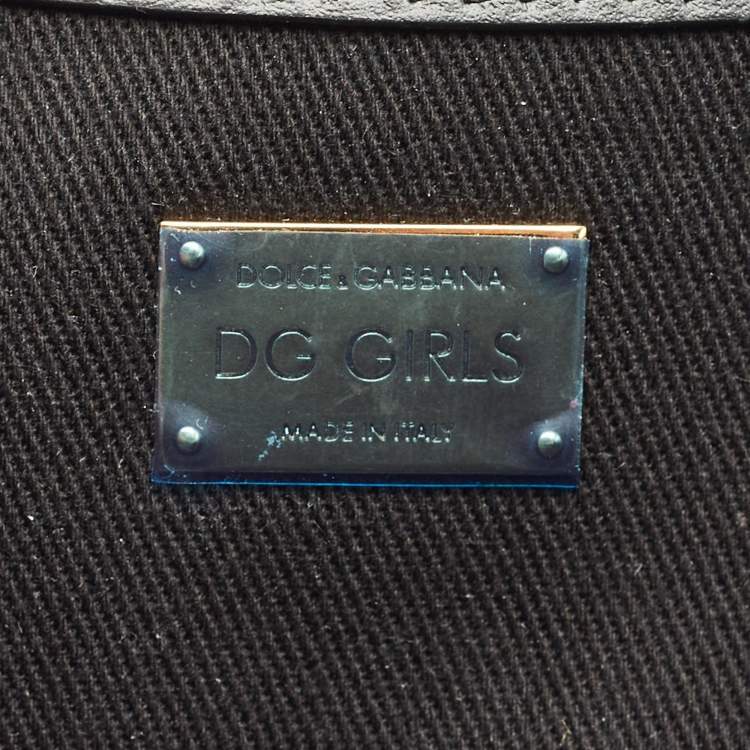 DOLCE & GABBANA
DG GIRLS
MADE IN ITALY